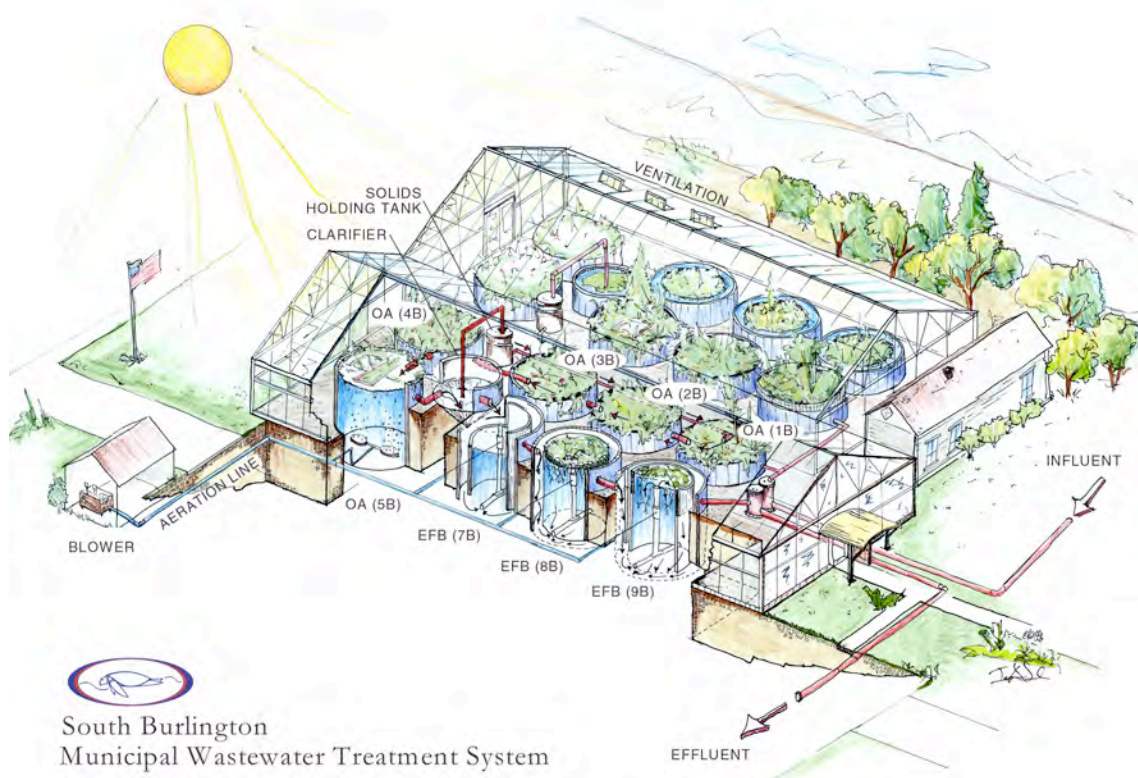 VENTILATION
SOLIDS
HOLDING TANK
CLARIFIER
OA (4B)
OA (3B)
OA (2B)
OA (1B)
INFLUENT
AERATION LINE
OA (5B)
BLOWER
EFB (7B)
EFB (8B)
EFB (9B)
EFFLUENT
South Burlington
Municipal Wastewater Treatment System